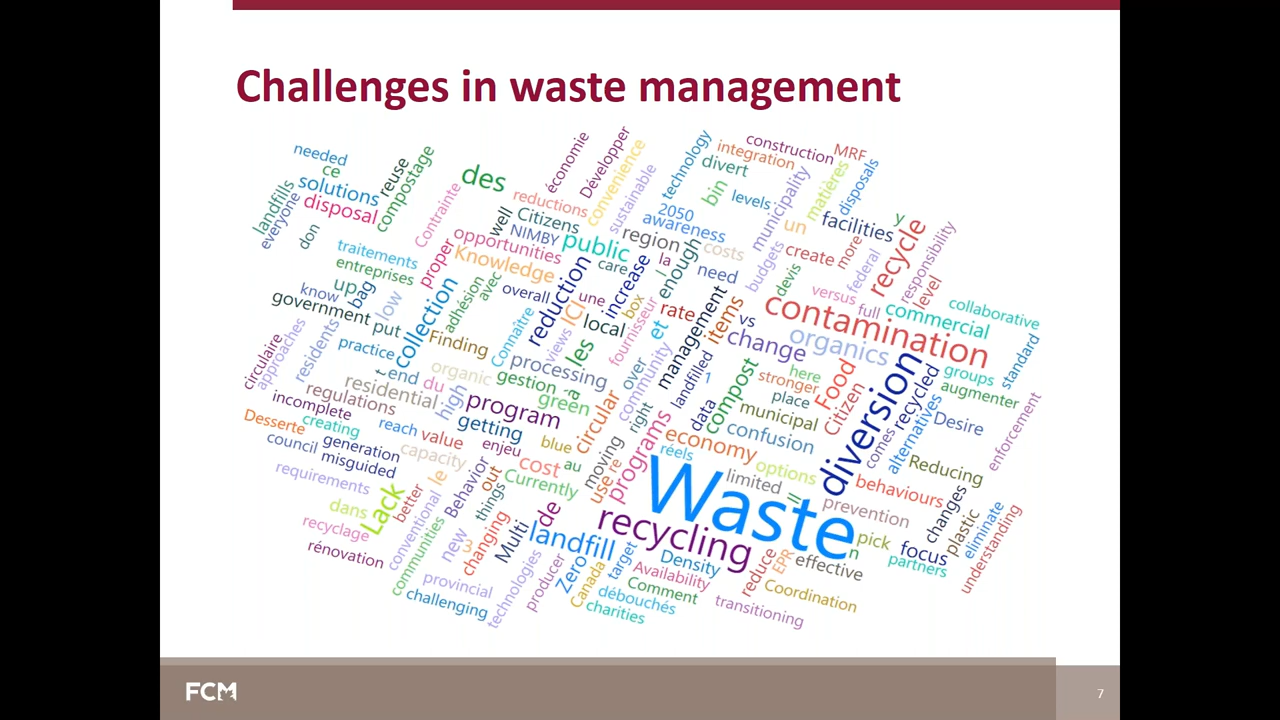 Challenges in waste management
needed
ce
solutions
disposal
landfills
everyone
don
reuse
compostage
Contrainte
des
économie
Développer
convenience
reductions
sustainable
technology
construction
integration
MRF
divert
bin
levels
matières
disposals
municipality
2050
awareness
un
facilities
y
recycle
responsibility
well
Citizens
NIMBY
public
region
costs
la
enough
need
budgets
create
more
federal
level
traitements
entreprises
proper
opportunities
Knowledge
care
l
devis
versus
full
commercial
collaborative
know
up
bag
low
government
put
collection
adhésion
avec
overall
reduction
une
ICI
increase
box
local
fournisseur
et
rate
management
items
vs
contamination
organics
change
circulaire
approaches
residents
practice
Finding
Connaître
views
les
processing
organic
gestion
à
green
over
community
landfilled
1
compost
here
stronger
place
Food
Citizen
diversion
recycled
groups
augmenter
standard
end
du
residential
regulations
high
incomplete
program
getting
circular
right
data
municipal
confusion
comes
alternatives
Desire
enforcement
Desserte
creating
reach
value
council
generation
misguided
capacity
enjeu
blue
moving
programs
economy
réels
options
limited
Reducing
behaviours
requirements
le
Behavior
out
cost
au
Currently
use
re
Waste
Il
prevention
changes
plastic
eliminate
understanding
dans
Lack
better
recyclage
rénovation
conventional
communities
things
new
3
changing
Multi
de
landfill
recycling
n
pick
focus
partners
provincial
challenging
technologies
producer
Zero
Canada
target
Density
Availability
Comment
débouchés
charities
reduce
EPR
effective
Coordination
transitioning
FCM
7